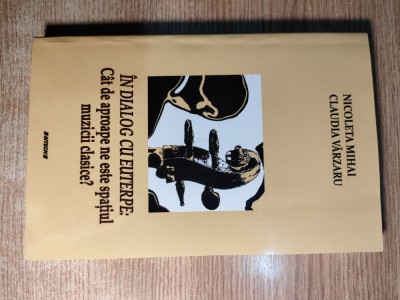 NICOLETA MIHAI
CLAUDIA VÂRZARU
ÎN DIALOG CU EUTERPE:
Cât de aproape ne este spațiul
muzicii clasice?